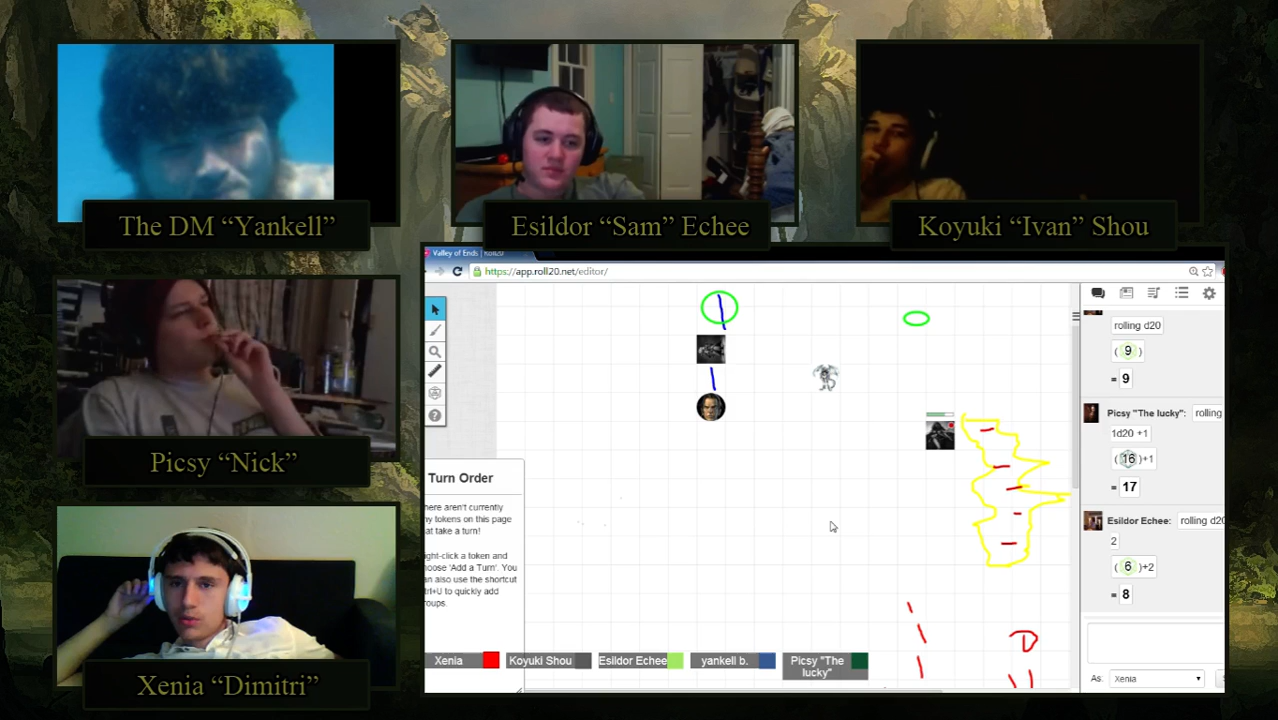 The DM “Yankell”
Esildor “Sam” Echee
Koyuki “Ivan” Shou
Picsy “Nick”
Xenia “Dimitri”
Valley of Ends | Roll20
https://app.roll20.net/editor/
Turn Order
here aren't currently
ny tokens on this page
hat take a turn!
ight-click a token and
hoose 'Add a Turn'. You
an also use the shortcut
trl+U to quickly add
roups.
Xenia
Koyuki Shou
Esildor Echee
yankell b.
Picsy "The
lucky"
D
rolling d20
( 9 )
= 9
Picsy "The lucky": rolling
1d20 +1
( 16 )+1
= 17
Esildor Echee: rolling d20
2
( 6 )+2
= 8
As: Xenia